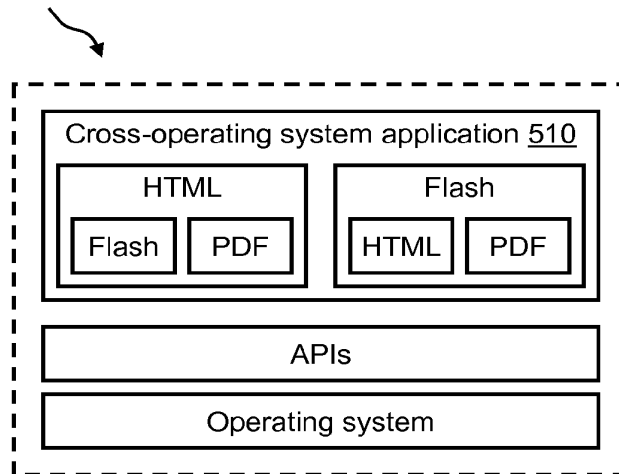 Cross-operating system application 510
HTML
Flash
Flash
PDF
HTML
PDF
APIs
Operating system